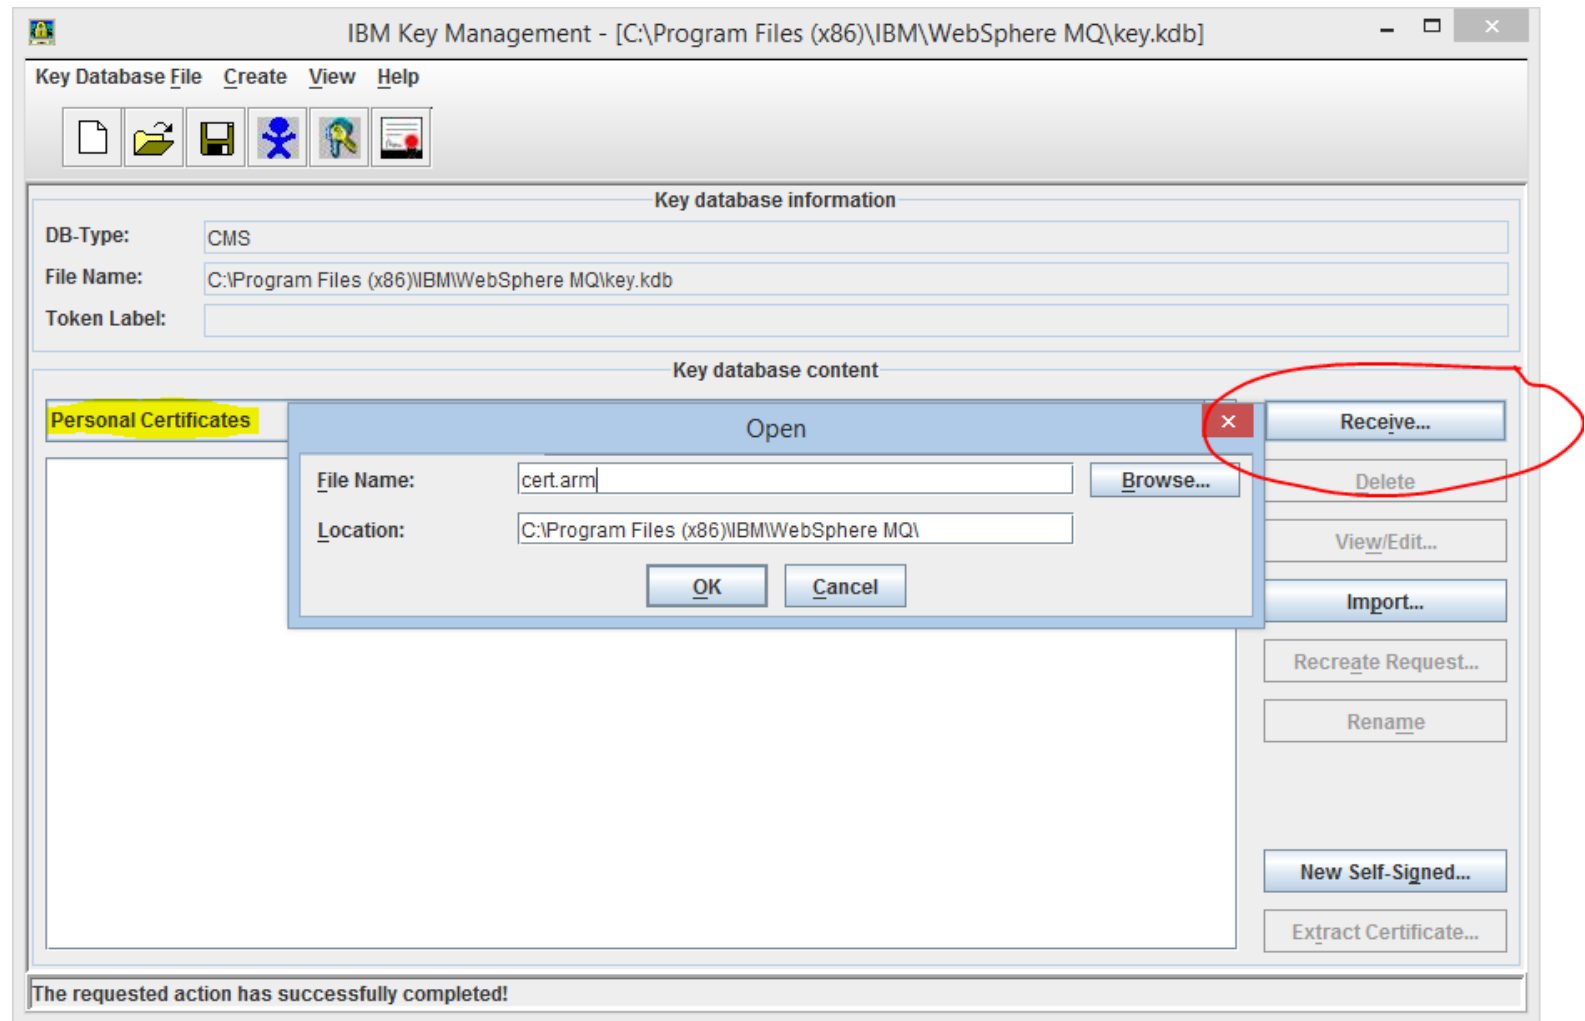 IBM Key Management - [C:\Program Files (x86)\IBM\WebSphere MQ\key.kdb]
Key Database File Create View Help
Key database information
DB-Type: CMS
File Name: C:\Program Files (x86)\IBM\WebSphere MQ\key.kdb
Token Label:
Key database content
Personal Certificates
Open
File Name: cert.arm Browse...
Location: C:\Program Files (x86)\IBM\WebSphere MQ\
OK Cancel
Receive...
Delete
View/Edit...
Import...
Recreate Request...
Rename
New Self-Signed...
Extract Certificate...
The requested action has successfully completed!